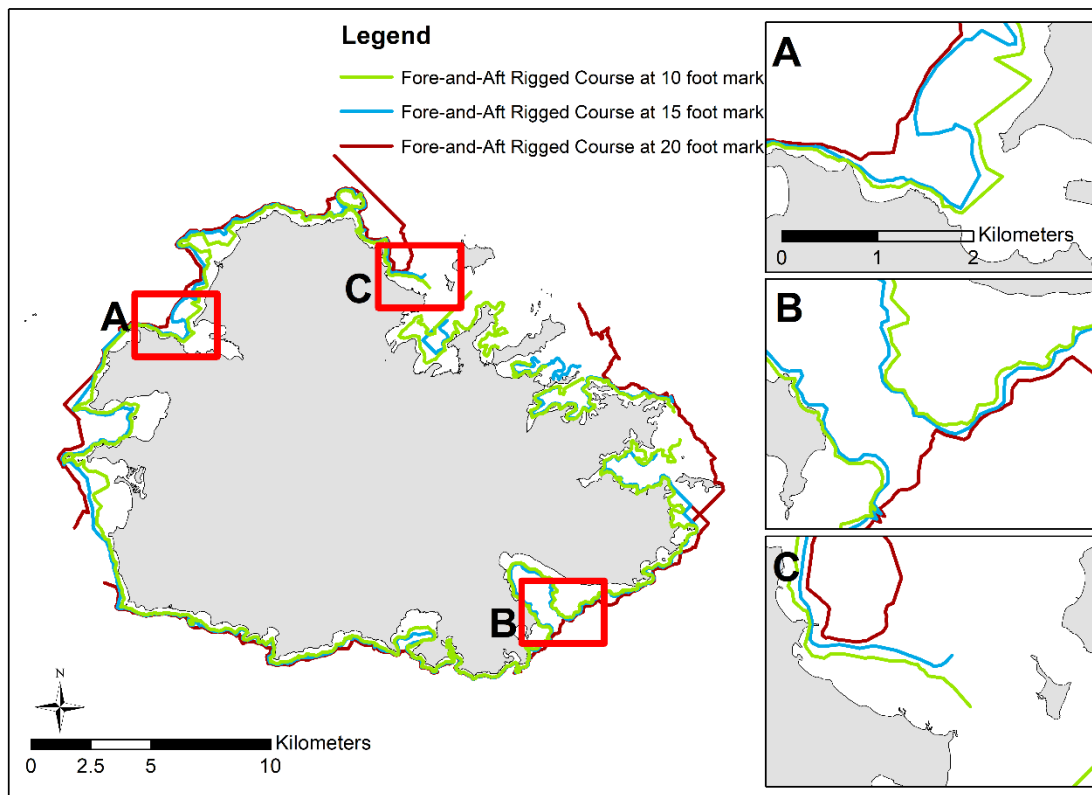 Legend
Fore-and-Aft Rigged Course at 10 foot mark
Fore-and-Aft Rigged Course at 15 foot mark
Fore-and-Aft Rigged Course at 20 foot mark
A
B
C
N
Kilometers
0 2.5 5 10
A
Kilometers
0 1 2
B
C